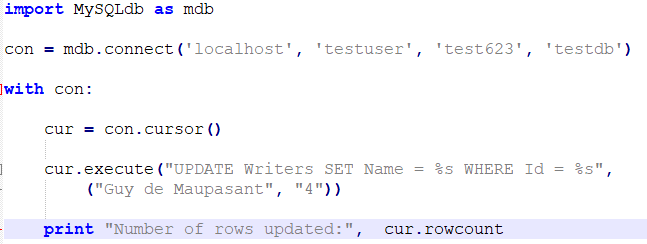 import MySQLdb as mdb
con = mdb.connect('localhost', 'testuser', 'test623', 'testdb')
with con:
cur = con.cursor()
cur.execute("UPDATE Writers SET Name = %s WHERE Id = %s",
("Guy de Maupasant", "4"))
print "Number of rows updated:", cur.rowcount